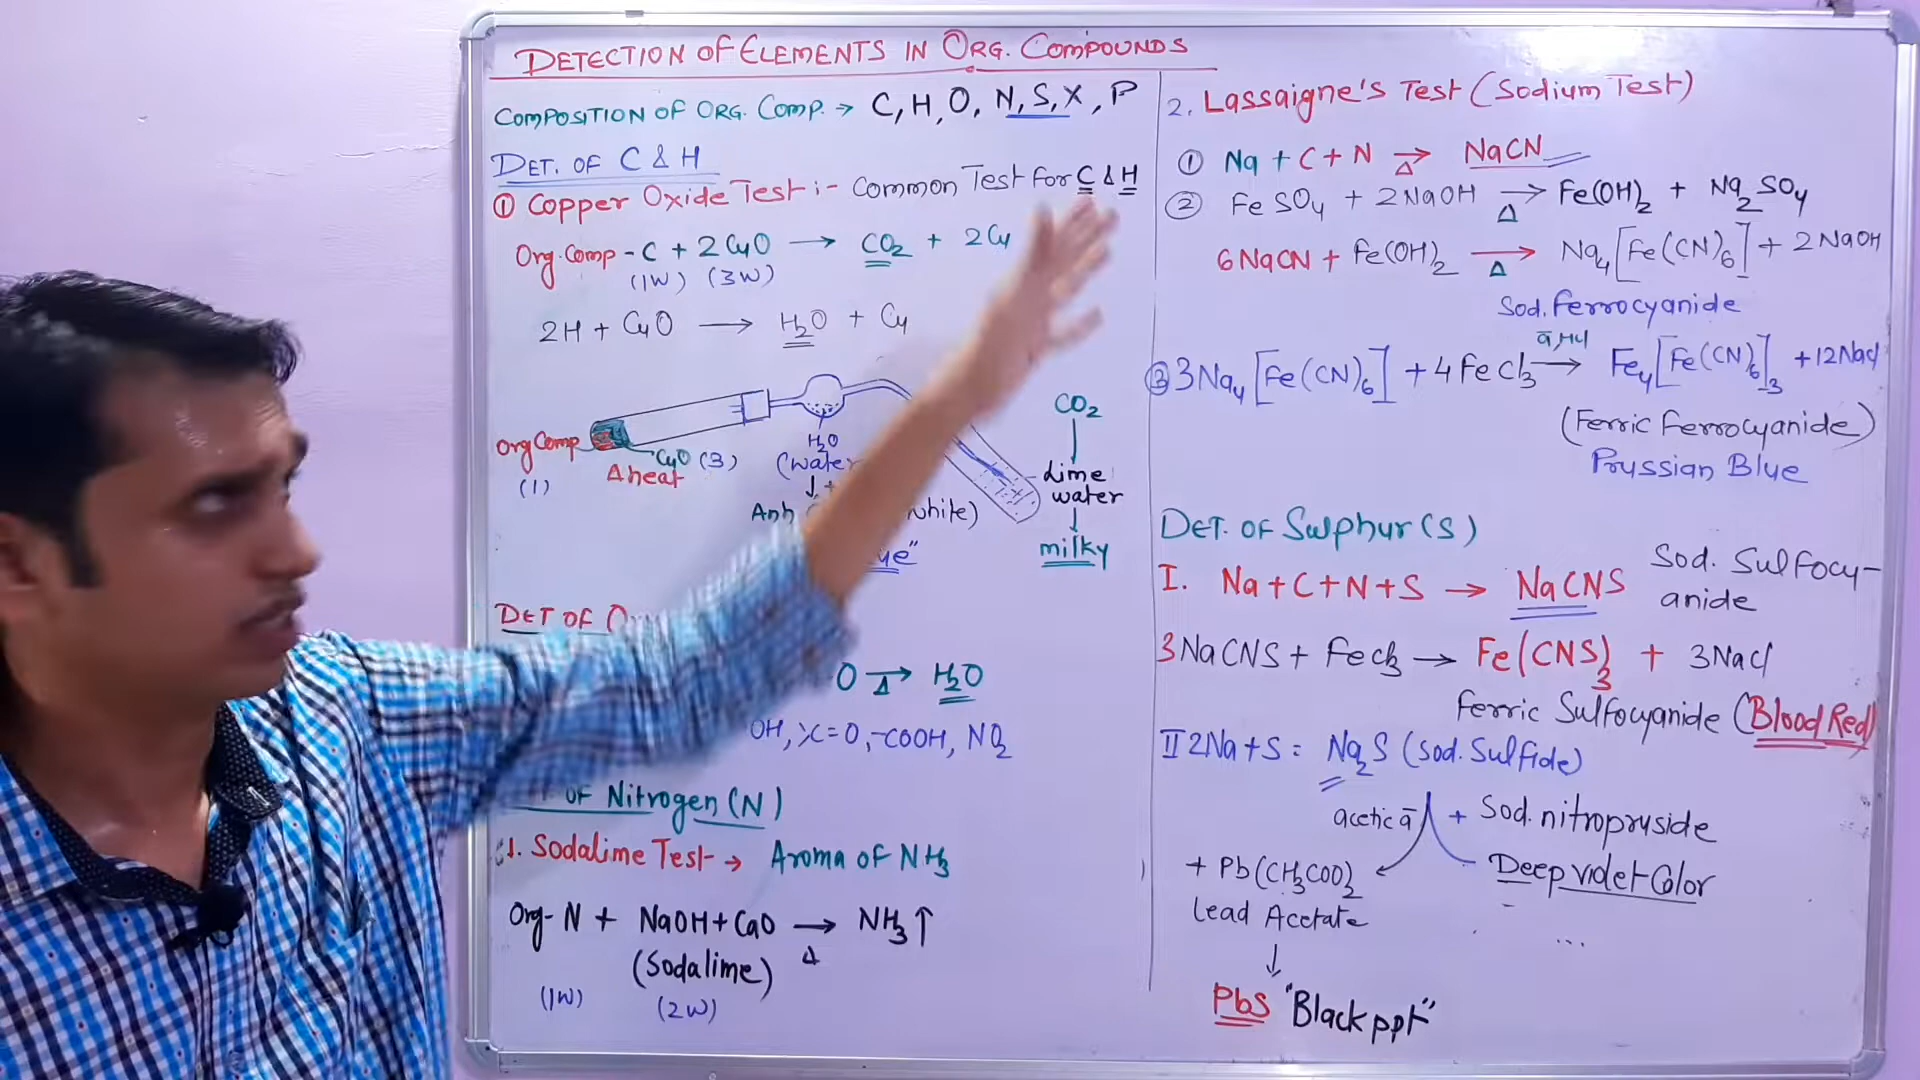 DETECTION OF ELEMENTS IN ORG. COMPOUNDS
COMPOSITION OF ORG. COMP. → C, H, O, N, S, X, P
DET. OF C & H
① Copper Oxide Test :- Common Test for C & H
Org. Comp - C + 2CuO → CO₂ + 2Cu
(1W) (3W)
2H + CuO → H₂O + Cu
Org Comp
(1)
CuO (3)
Δ heat
H₂O
(water
↓ +
Anh
white)
ue"
CO₂
Lime water
↓
milky
DET OF
O →Δ H₂O
OH, >C=O, -COOH, NO₂
OF Nitrogen (N)
1. Sodalime Test → Aroma of NH₃
Org- N + NaOH + CaO →Δ NH₃↑
(Sodalime)
(1W) (2W)
2. Lassaigne's Test (Sodium Test)
① Na + C + N →Δ NaCN
② FeSO₄ + 2NaOH →Δ Fe(OH)₂ + Na₂SO₄
6NaCN + Fe(OH)₂ →Δ Na₄[Fe(CN)₆] + 2NaOH
Sod. Ferrocyanide
③ 3Na₄[Fe(CN)₆] + 4FeCl₃ → Fe₄[Fe(CN)₆]₃ + 12NaCl
(Ferric Ferrocyanide)
Prussian Blue
DET. OF Sulphur (S)
I. Na + C + N + S → NaCNS Sod. Sulfocy-
anide
3NaCNS + FeCl₃ → Fe(CNS)₃ + 3NaCl
Ferric Sulfocyanide (Blood Red)
II 2Na + S = Na₂S (Sod. Sulfide)
acetic a + Sod. nitropruside
Deep violet Color
+ Pb(CH₃COO)₂
Lead Acetate
↓
PbS "Black ppt"